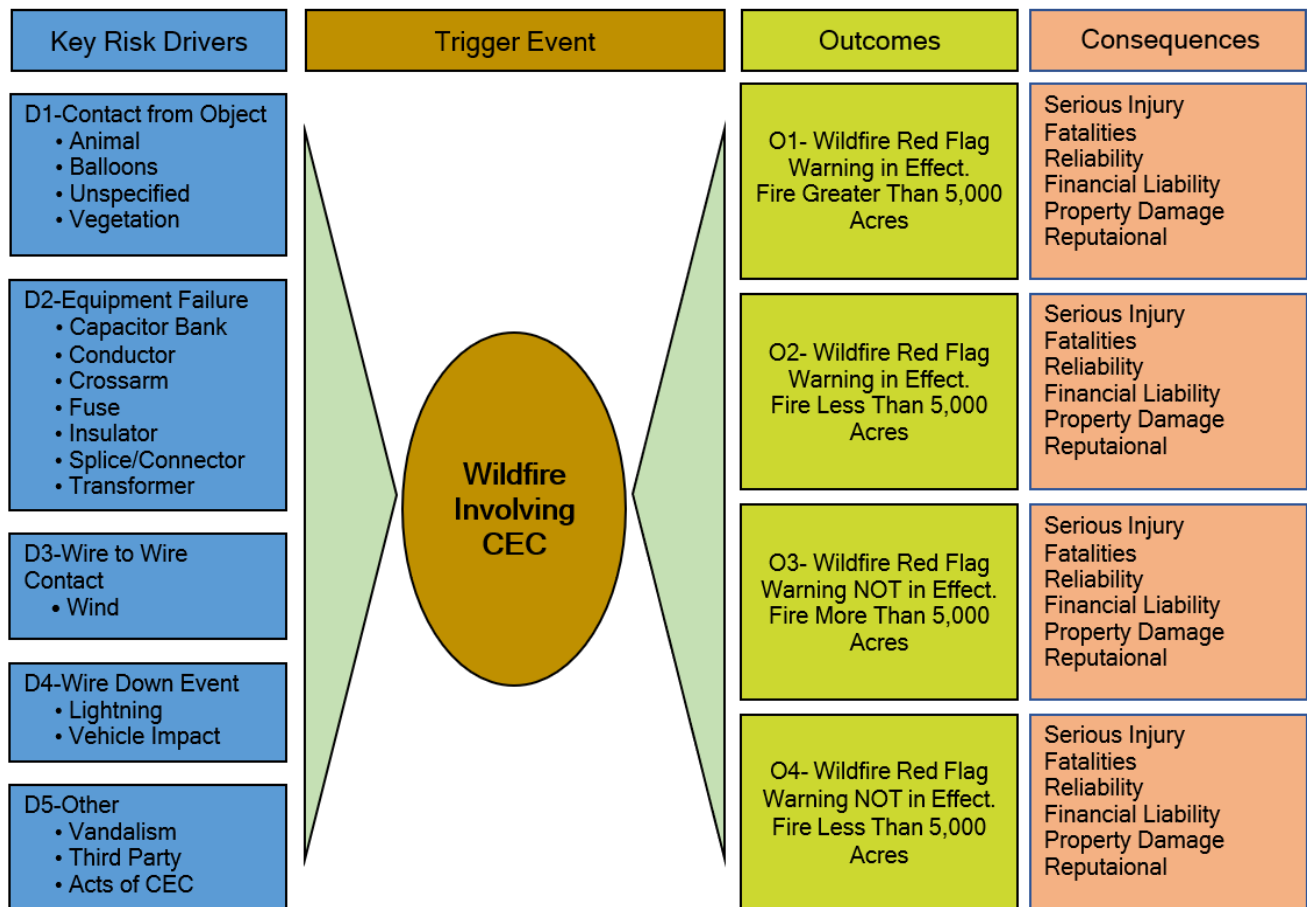 Key Risk Drivers
Trigger Event
Outcomes
Consequences
D1-Contact from Object
• Animal
• Balloons
• Unspecified
• Vegetation
D2-Equipment Failure
• Capacitor Bank
• Conductor
• Crossarm
• Fuse
• Insulator
• Splice/Connector
• Transformer
D3-Wire to Wire
Contact
• Wind
D4-Wire Down Event
• Lightning
• Vehicle Impact
D5-Other
• Vandalism
• Third Party
• Acts of CEC
Wildfire
Involving
CEC
O1- Wildfire Red Flag
Warning in Effect.
Fire Greater Than 5,000
Acres
O2- Wildfire Red Flag
Warning in Effect.
Fire Less Than 5,000
Acres
O3- Wildfire Red Flag
Warning NOT in Effect.
Fire More Than 5,000
Acres
O4- Wildfire Red Flag
Warning NOT in Effect.
Fire Less Than 5,000
Acres
Serious Injury
Fatalities
Reliability
Financial Liability
Property Damage
Reputaional
Serious Injury
Fatalities
Reliability
Financial Liability
Property Damage
Reputaional
Serious Injury
Fatalities
Reliability
Financial Liability
Property Damage
Reputaional
Serious Injury
Fatalities
Reliability
Financial Liability
Property Damage
Reputaional